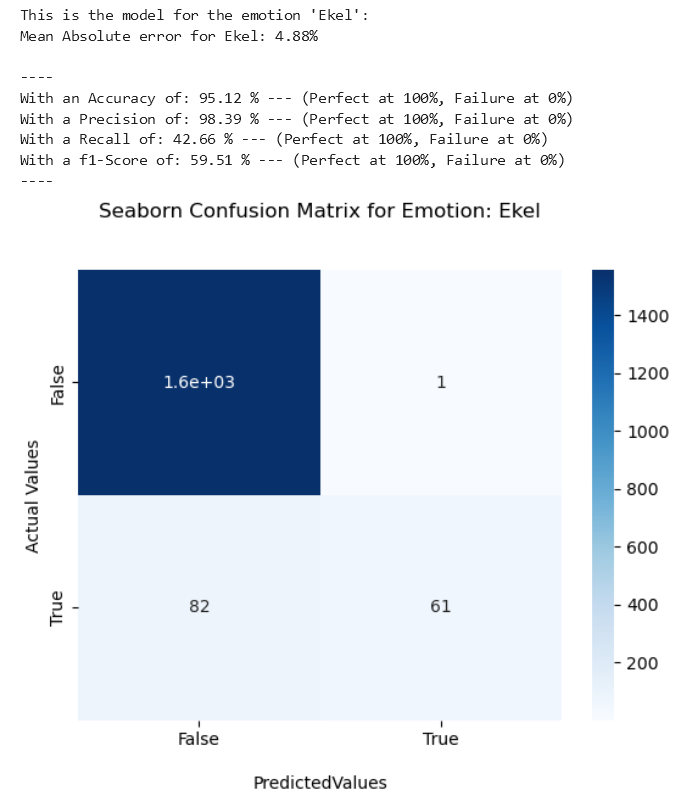 This is the model for the emotion 'Ekel':
Mean Absolute error for Ekel: 4.88%
----
With an Accuracy of: 95.12 % --- (Perfect at 100%, Failure at 0%)
With a Precision of: 98.39 % --- (Perfect at 100%, Failure at 0%)
With a Recall of: 42.66 % --- (Perfect at 100%, Failure at 0%)
With a f1-Score of: 59.51 % --- (Perfect at 100%, Failure at 0%)
----
Seaborn Confusion Matrix for Emotion: Ekel
Actual Values
False
True
1.6e+03
1
82
61
False
True
PredictedValues
1400
1200
1000
800
600
400
200